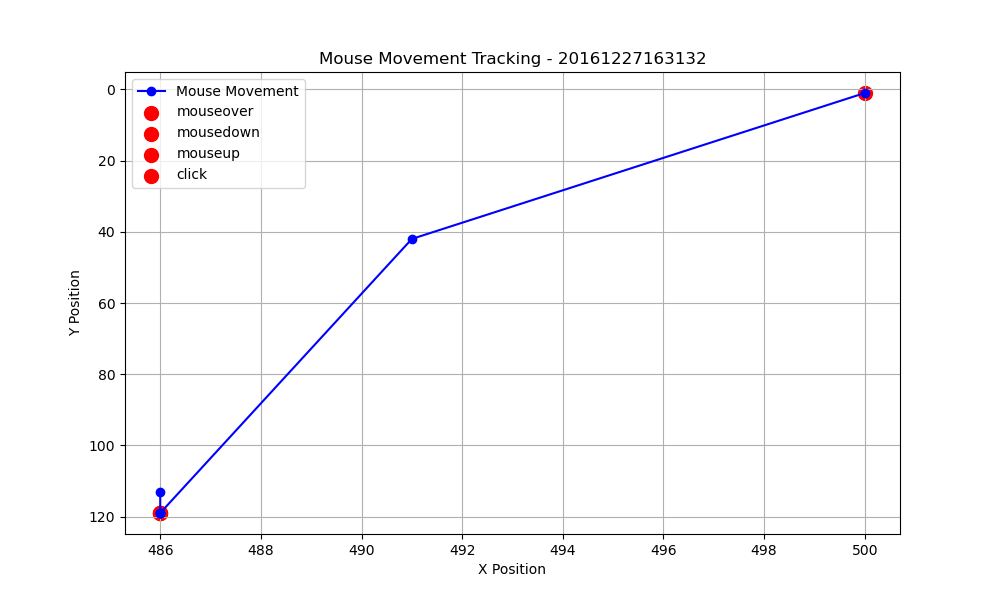 Mouse Movement Tracking - 20161227163132
Mouse Movement
mouseover
mousedown
mouseup
click
0
20
40
60
80
100
120
Y Position
486 488 490 492 494 496 498 500
X Position